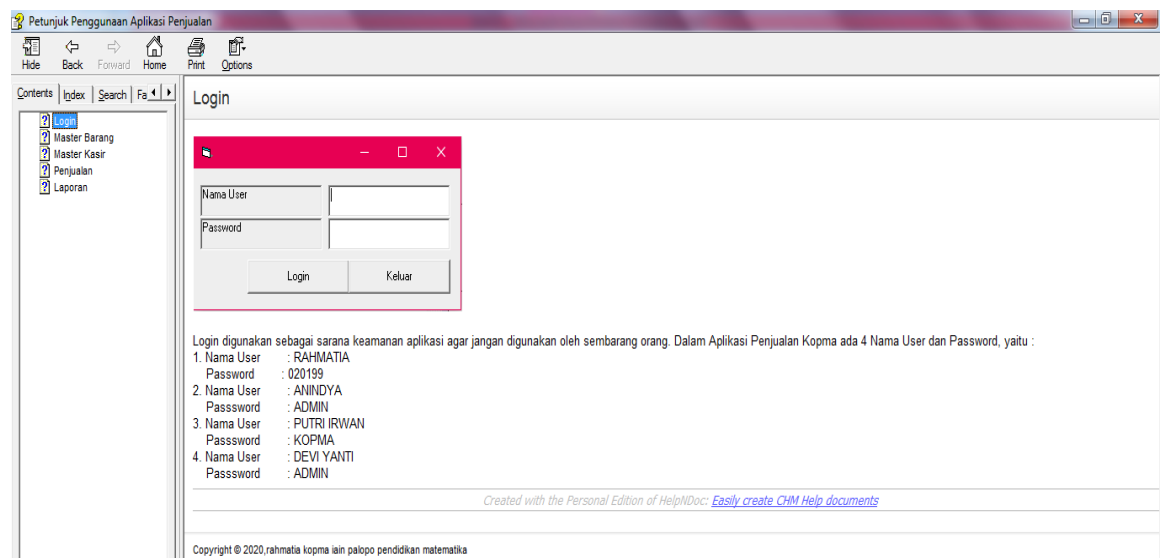 Petunjuk Penggunaan Aplikasi Penjualan
Hide Back Forward Home Print Options
Contents Index Search Fa
Login
Master Barang
Master Kasir
Penjualan
Laporan
Login
Nama User
Password
Login Keluar
Login digunakan sebagai sarana keamanan aplikasi agar jangan digunakan oleh sembarang orang. Dalam Aplikasi Penjualan Kopma ada 4 Nama User dan Password, yaitu :
1. Nama User : RAHMATIA
Password : 020199
2. Nama User : ANINDYA
Passsword : ADMIN
3. Nama User : PUTRI IRWAN
Passsword : KOPMA
4. Nama User : DEVI YANTI
Passsword : ADMIN
Created with the Personal Edition of HelpNDoc: Easily create CHM Help documents
Copyright © 2020,rahmatia kopma iain palopo pendidikan matematika